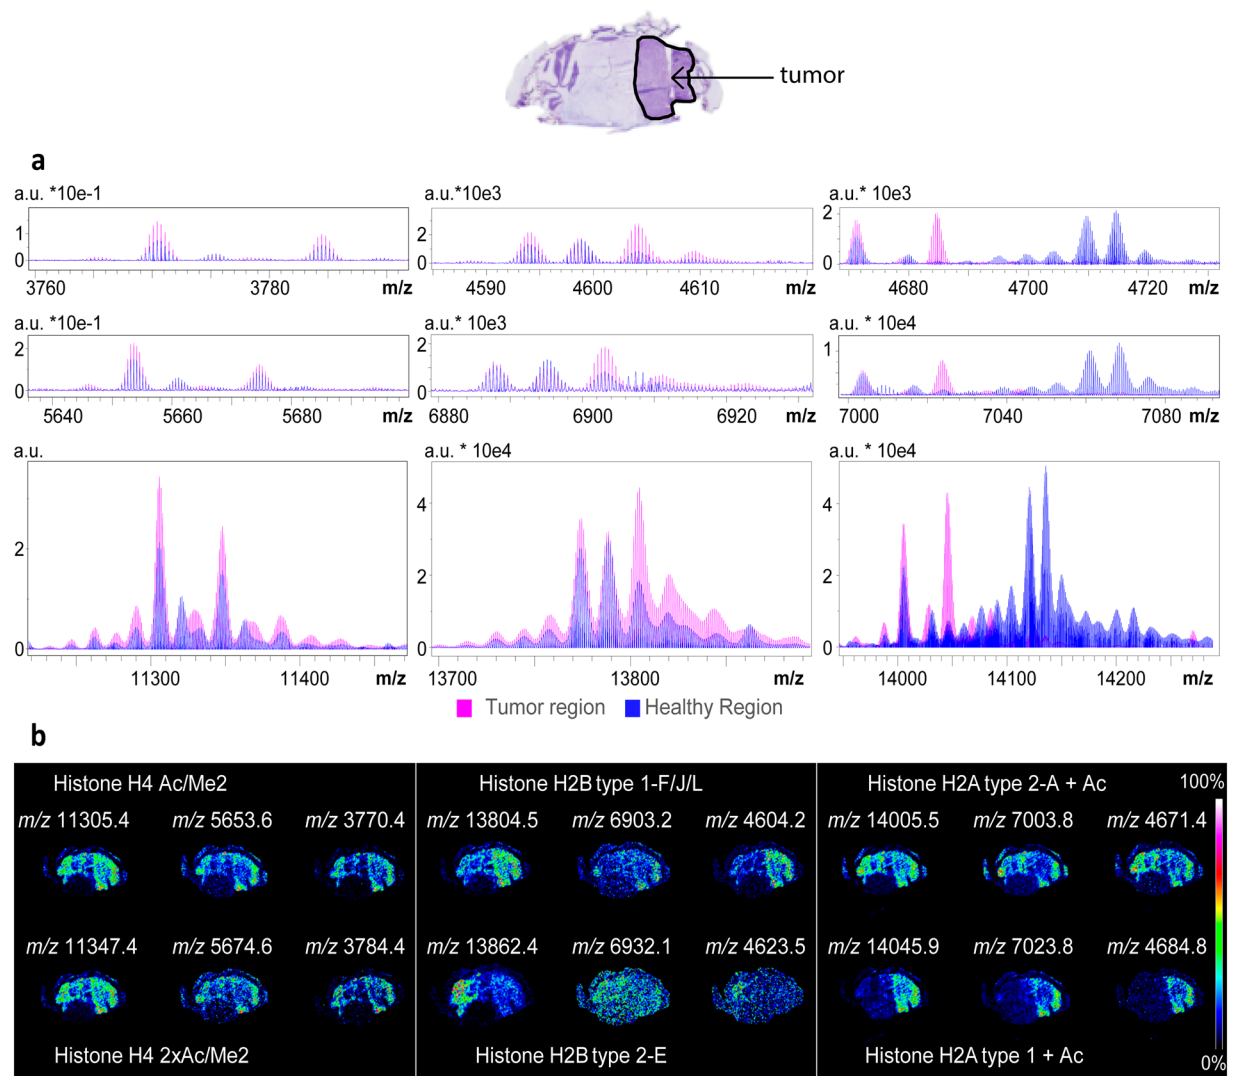 tumor
a
a.u. *10e-1 a.u.*10e3 a.u.* 10e3
1 2 2
0 0 0
3760 3780 m/z 4590 4600 4610 m/z 4680 4700 4720 m/z
a.u. *10e-1 a.u.* 10e3 a.u.* 10e4
2 2 1
0 0 0
5640 5660 5680 m/z 6880 6900 6920 m/z 7000 7040 7080 m/z
a.u. a.u. * 10e4 a.u. * 10e4
4 4
2 2 2
0 0 0
11300 11400 m/z 13700 13800 m/z 14000 14100 14200 m/z
Tumor region Healthy Region
b
Histone H4 Ac/Me2 Histone H2B type 1-F/J/L Histone H2A type 2-A + Ac 100%
m/z 11305.4 m/z 5653.6 m/z 3770.4 m/z 13804.5 m/z 6903.2 m/z 4604.2 m/z 14005.5 m/z 7003.8 m/z 4671.4
m/z 11347.4 m/z 5674.6 m/z 3784.4 m/z 13862.4 m/z 6932.1 m/z 4623.5 m/z 14045.9 m/z 7023.8 m/z 4684.8
Histone H4 2xAc/Me2 Histone H2B type 2-E Histone H2A type 1 + Ac 0%